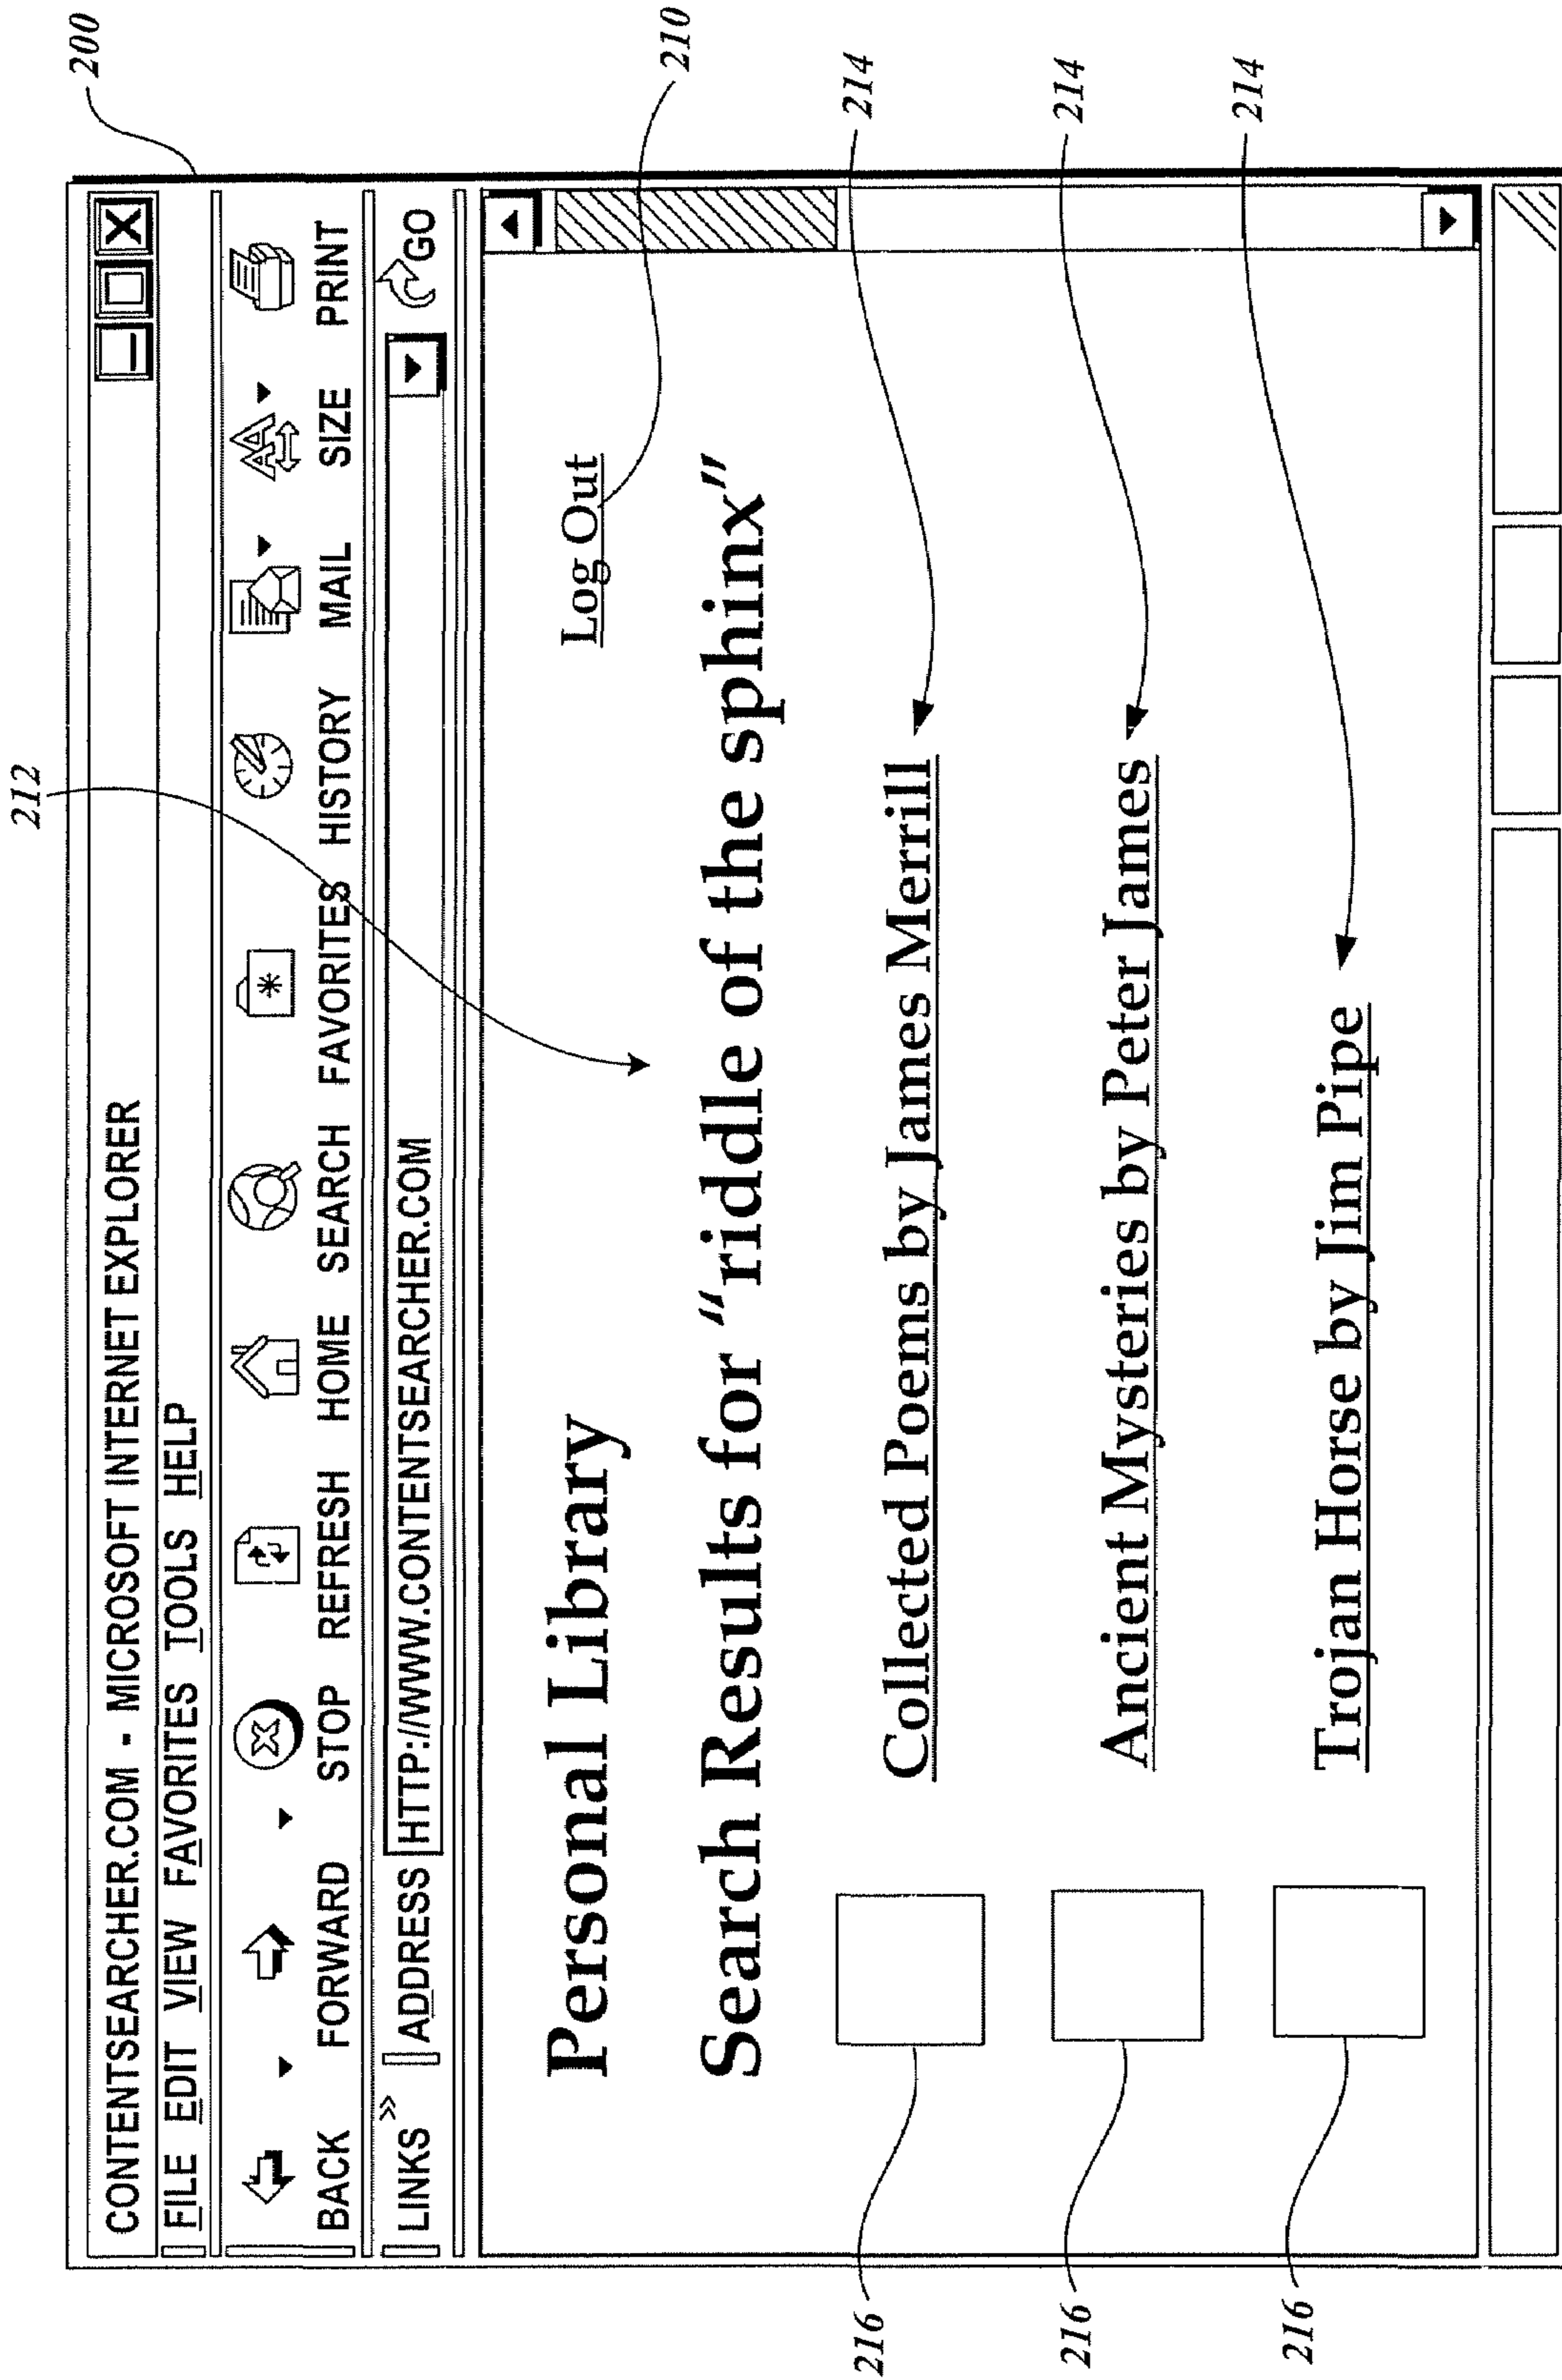 212
200
CONTENTSEARCHER.COM - MICROSOFT INTERNET EXPLORER
FILE EDIT VIEW FAVORITES TOOLS HELP
BACK FORWARD STOP REFRESH HOME SEARCH FAVORITES HISTORY MAIL SIZE PRINT
LINKS » ADDRESS HTTP://WWW.CONTENTSEARCHER.COM GO
Personal Library Log Out
210
Search Results for "riddle of the sphinx"
216 Collected Poems by James Merrill 214
216 Ancient Mysteries by Peter James 214
216 Trojan Horse by Jim Pipe 214